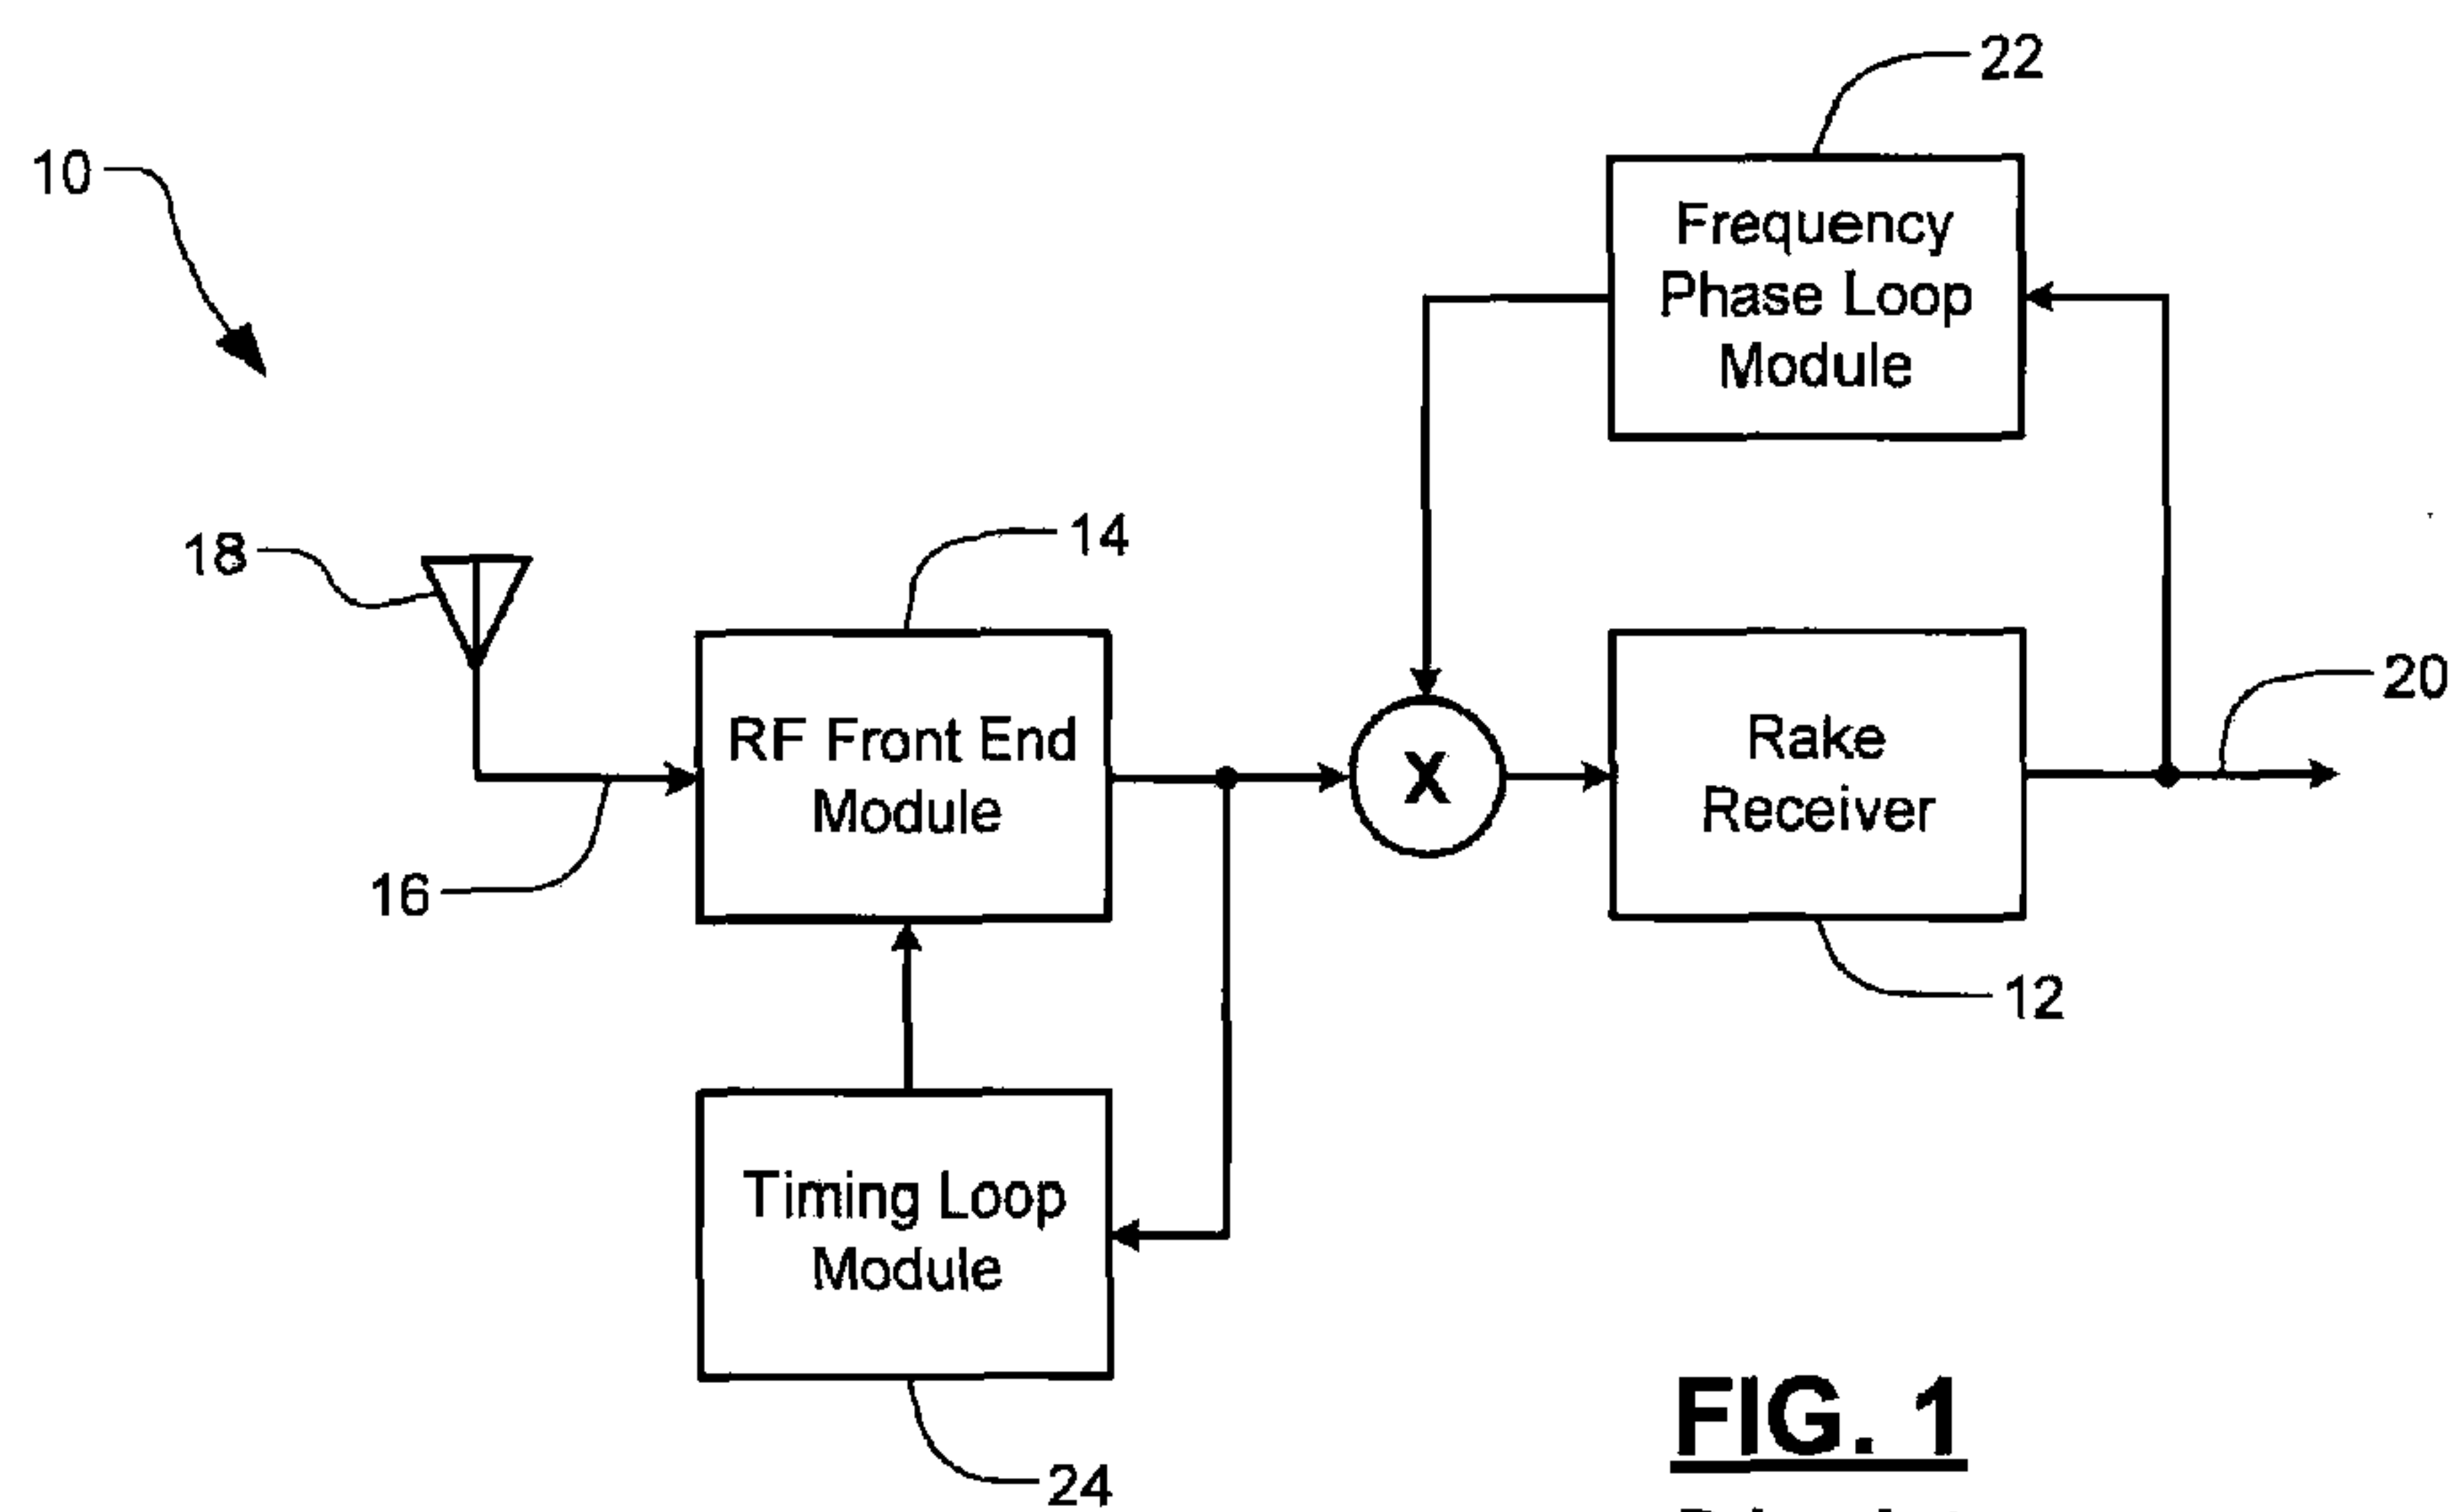 22
10
Frequency
Phase Loop
Module
18
14
20
RF Front End
Module
X
Rake
Receiver
16
12
Timing Loop
Module
24
FIG. 1